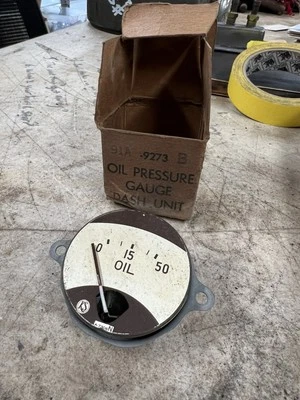 91A -9273 B
OIL PRESSURE
GAUGE
DASH UNIT
0 15 50
OIL